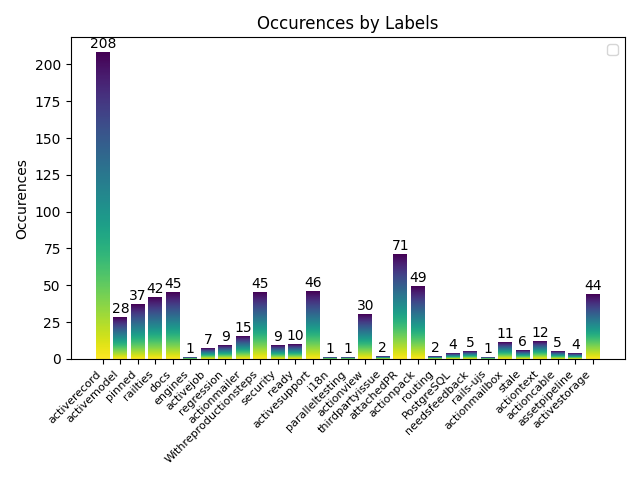 Occurences by Labels
Occurences
200
175
150
125
100
75
50
25
0
208
28
37
42
45
1
7
9
15
45
9
10
46
1
1
30
2
71
49
2
4
5
1
11
6
12
5
4
44
activerecord
activemodel
pinned
railties
docs
engines
activejob
regression
actionmailer
Withreproductionsteps
security
ready
activesupport
i18n
paralleltesting
actionview
thirdpartyissue
attachedPR
actionpack
routing
PostgreSQL
needsfeedback
rails-ujs
actionmailbox
stale
actiontext
actioncable
assetpipeline
activestorage